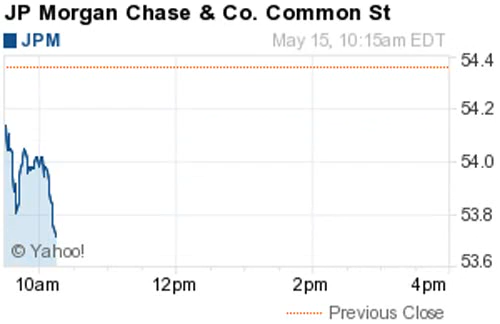 JP Morgan Chase & Co. Common St
JPM
May 15, 10:15am EDT
54.4
54.2
54.0
53.8
53.6
© Yahoo!
10am
12pm
2pm
4pm
Previous Close